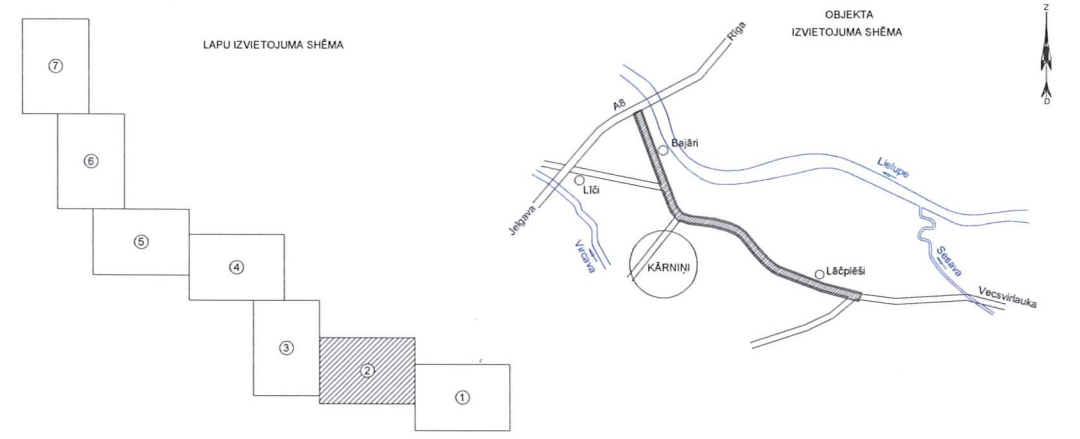 LAPU IZVIETOJUMA SHĒMA
⑦
⑥
⑤
④
③
②
①
OBJEKTA
IZVIETOJUMA SHĒMA
Z
D
Rīga
A8
Bajāri
Līči
Jelgava
Vircava
KĀRNIŅI
Lielupe
Sesava
Lāčplēši
Vecsvirlauka